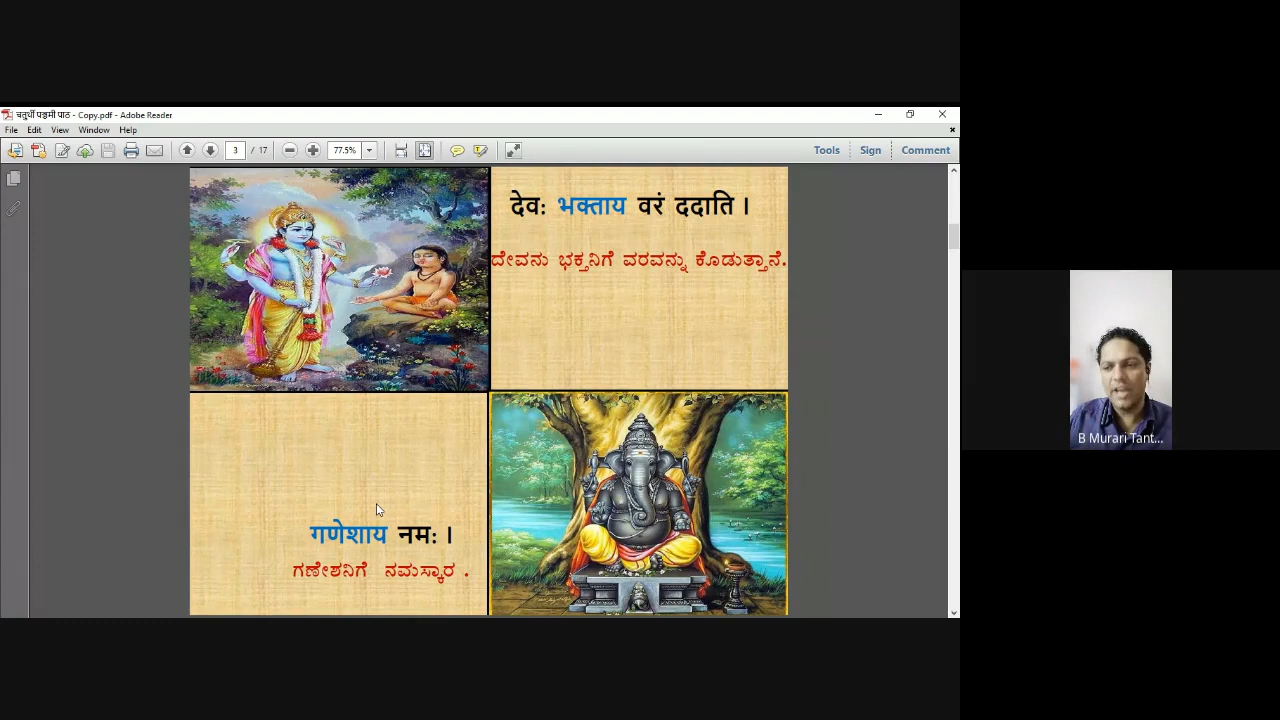 चतुर्थी पञ्चमी पाठ - Copy.pdf - Adobe Reader
File Edit View Window Help
3 / 17 77.5% Tools Sign Comment
देवः भक्ताय वरं ददाति ।
ದೇವನು ಭಕ್ತನಿಗೆ ವರವನ್ನು ಕೊಡುತ್ತಾನೆ.
गणेशाय नमः ।
ಗಣೇಶನಿಗೆ ನಮಸ್ಕಾರ .
B Murari Tant...